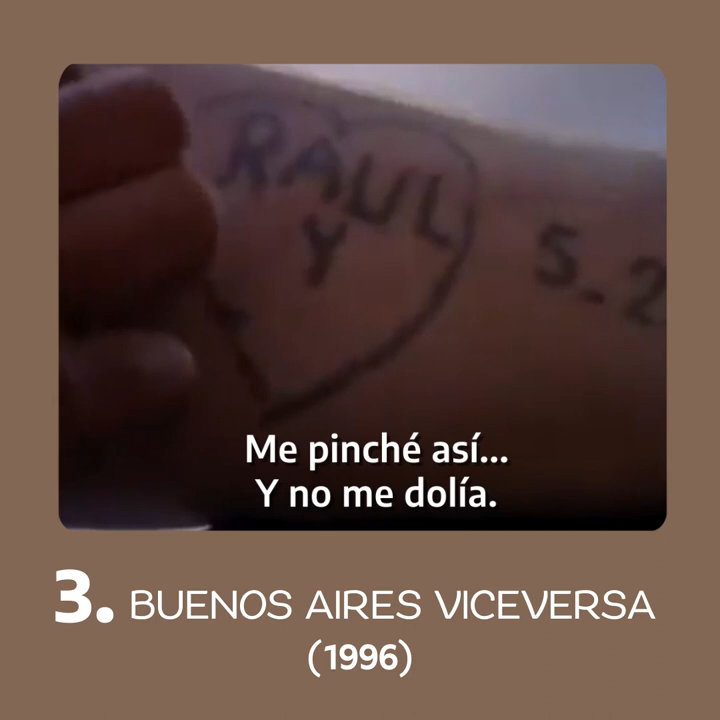 RAUL
Y
S-2
Me pinché así...
Y no me dolía.
3. BUENOS AIRES VICEVERSA
(1996)